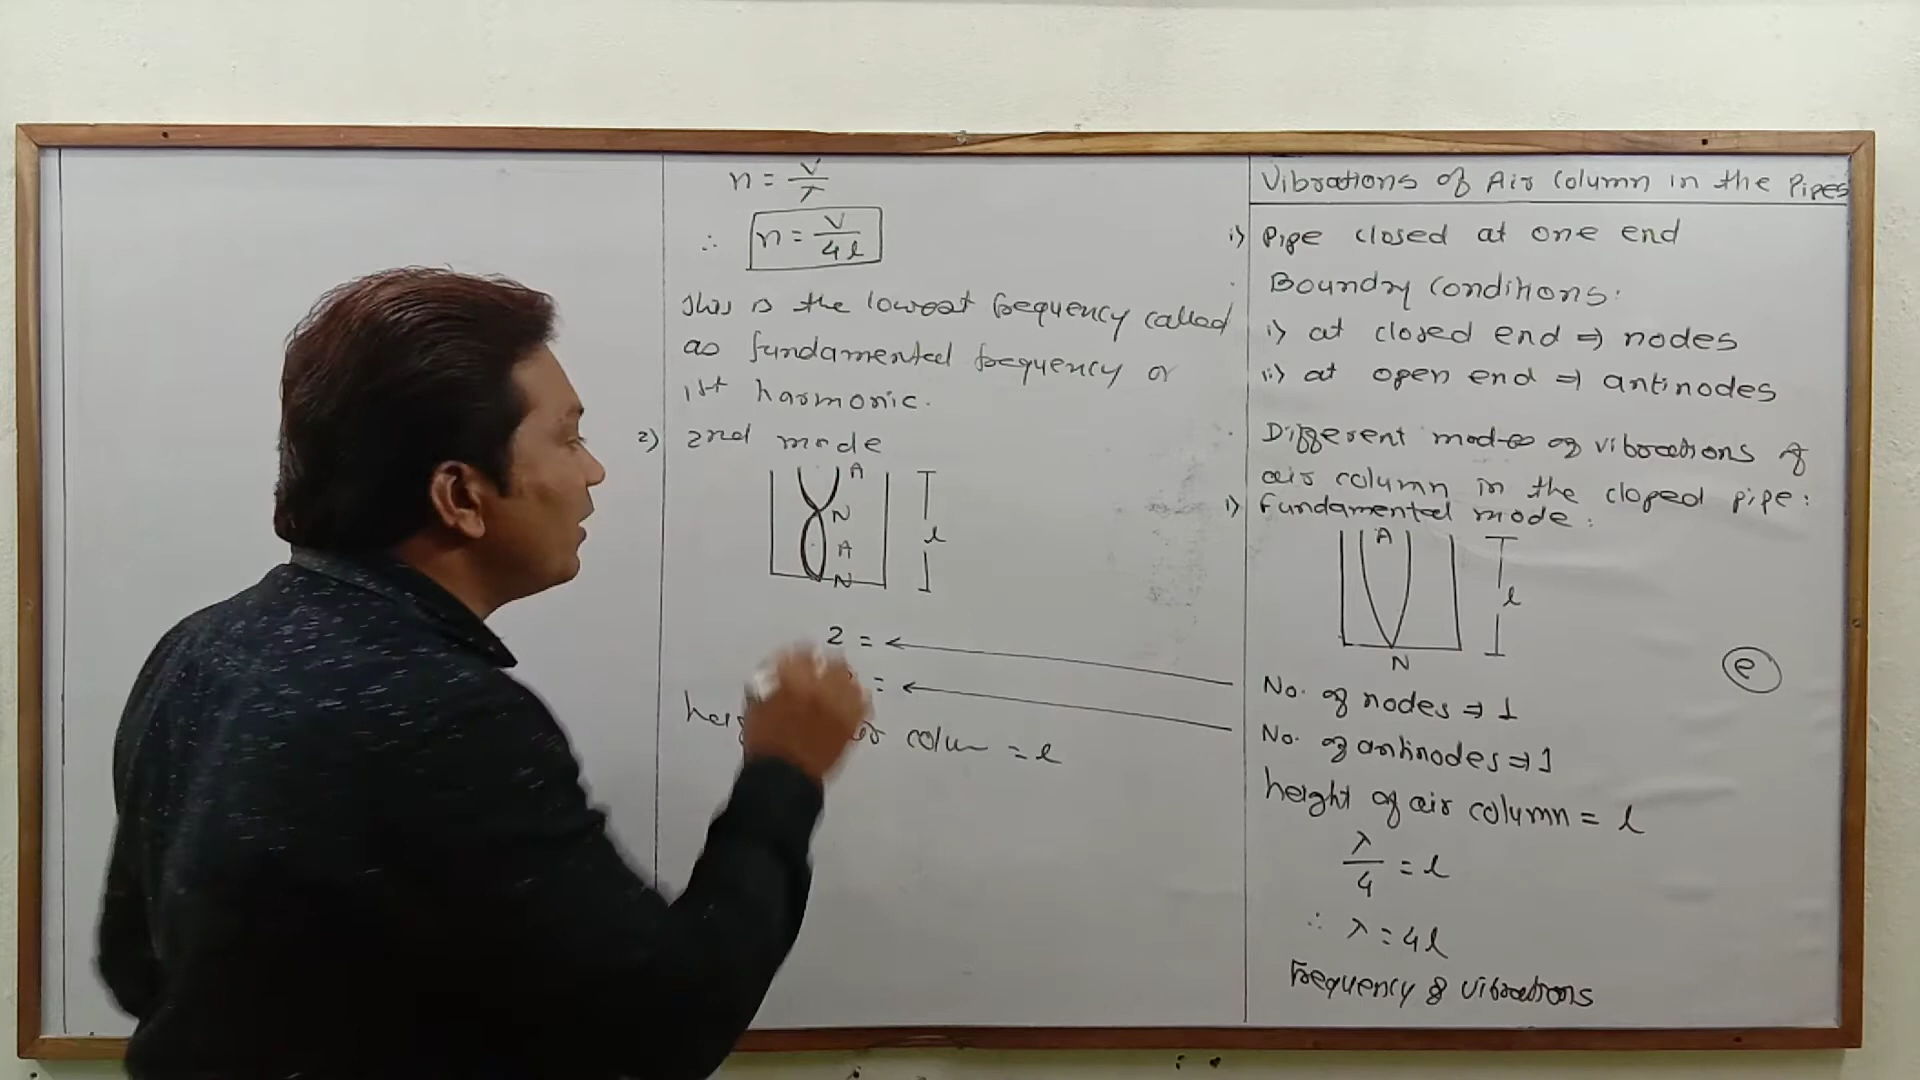 Vibrations of Air Column in the Pipes
i) Pipe closed at one end
Boundry Conditions:
i) at closed end ⇒ nodes
ii) at open end ⇒ antinodes
Different modes of vibrations of
air column in the cloped pipe:
1) Fundamental mode:
A
l
N
e
No. of nodes ⇒ 1
No. of antinodes ⇒ 1
height of air column = l
λ/4 = l
∴ λ = 4l
Frequency of vibrations
n = V/λ
∴ n = V/4l
This is the lowest frequency called
as fundamental frequency or
1st harmonic.
2) 2nd mode
A
N
A
N
l
2 =
=
column = l